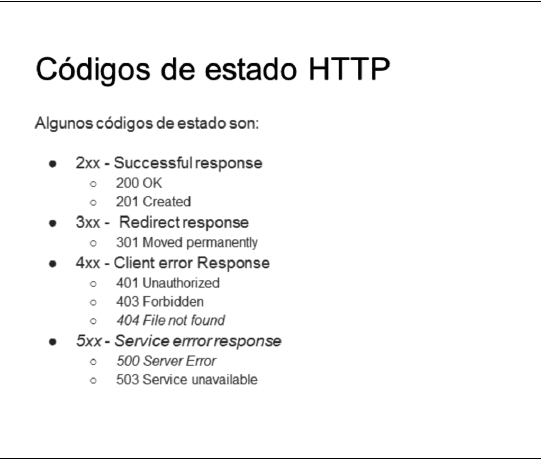 Códigos de estado HTTP
Algunos códigos de estado son:
● 2xx - Successful response
○ 200 OK
○ 201 Created
● 3xx - Redirect response
○ 301 Moved permanently
● 4xx - Client error Response
○ 401 Unauthorized
○ 403 Forbidden
○ 404 File not found
● 5xx - Service errror response
○ 500 Server Error
○ 503 Service unavailable